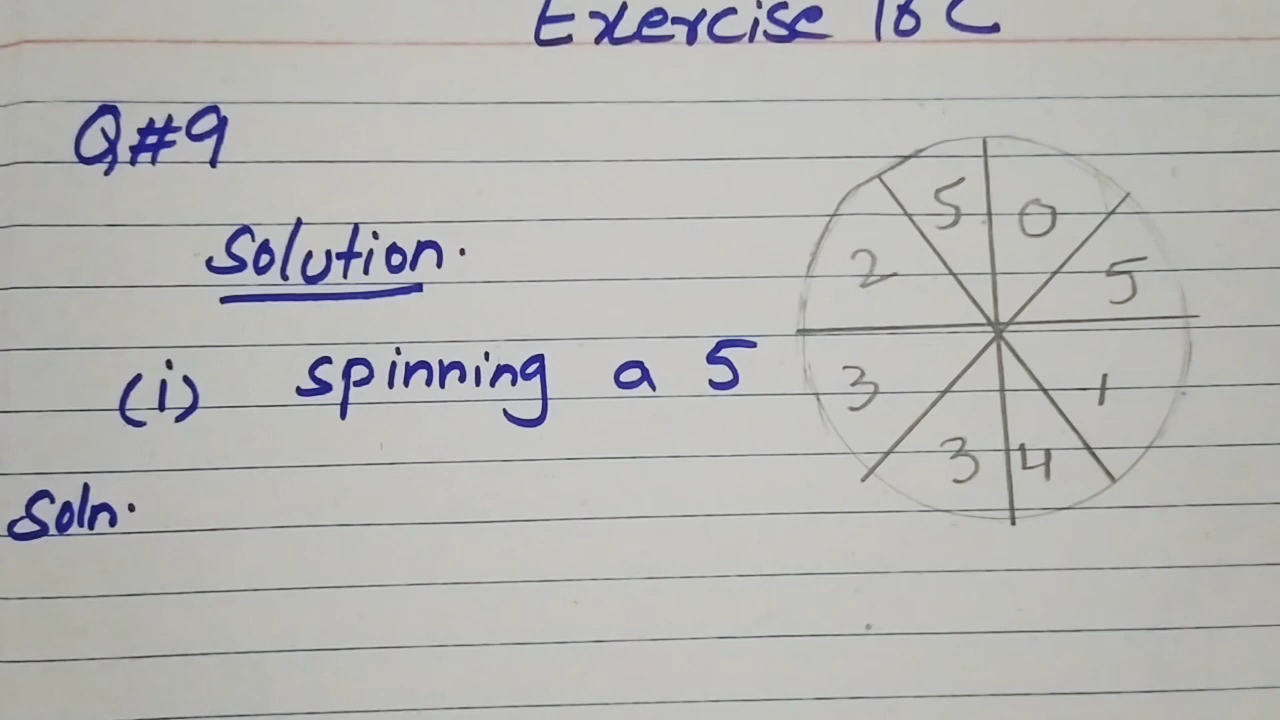 Exercise 18 C
Q#9
Solution.
(i) spinning a 5
Soln.
5 0
2 5
3 1
3 4